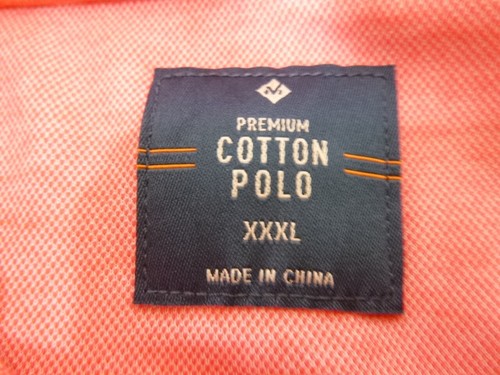 PREMIUM
COTTON
POLO
XXXL
MADE IN CHINA